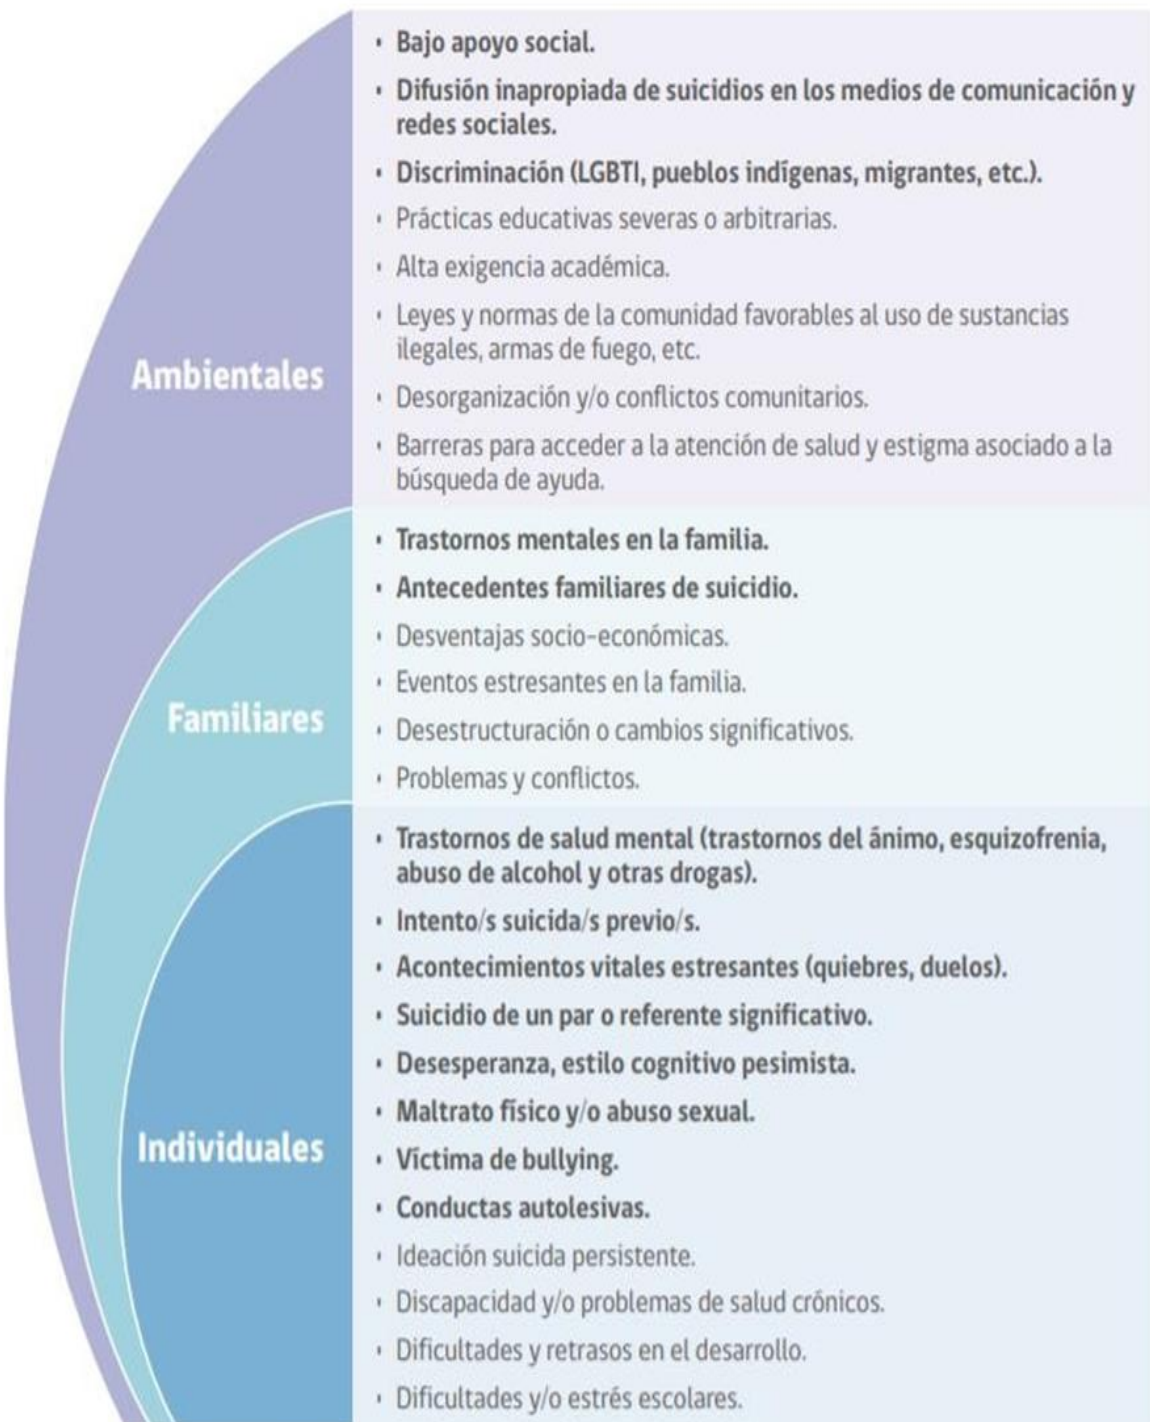 Ambientales
· Bajo apoyo social.
· Difusión inapropiada de suicidios en los medios de comunicación y
redes sociales.
· Discriminación (LGBTI, pueblos indígenas, migrantes, etc.).
· Prácticas educativas severas o arbitrarias.
· Alta exigencia académica.
· Leyes y normas de la comunidad favorables al uso de sustancias
ilegales, armas de fuego, etc.
· Desorganización y/o conflictos comunitarios.
· Barreras para acceder a la atención de salud y estigma asociado a la
búsqueda de ayuda.
Familiares
· Trastornos mentales en la familia.
· Antecedentes familiares de suicidio.
· Desventajas socio-económicas.
· Eventos estresantes en la familia.
· Desestructuración o cambios significativos.
· Problemas y conflictos.
Individuales
· Trastornos de salud mental (trastornos del ánimo, esquizofrenia,
abuso de alcohol y otras drogas).
· Intento/s suicida/s previo/s.
· Acontecimientos vitales estresantes (quiebres, duelos).
· Suicidio de un par o referente significativo.
· Desesperanza, estilo cognitivo pesimista.
· Maltrato físico y/o abuso sexual.
· Víctima de bullying.
· Conductas autolesivas.
· Ideación suicida persistente.
· Discapacidad y/o problemas de salud crónicos.
· Dificultades y retrasos en el desarrollo.
· Dificultades y/o estrés escolares.